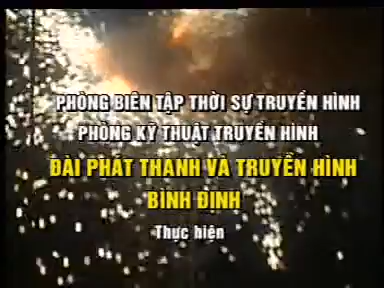 PHÒNG BIÊN TẬP THỜI SỰ TRUYỀN HÌNH
PHÒNG KỸ THUẬT TRUYỀN HÌNH
ĐÀI PHÁT THANH VÀ TRUYỀN HÌNH
BÌNH ĐỊNH
Thực hiện